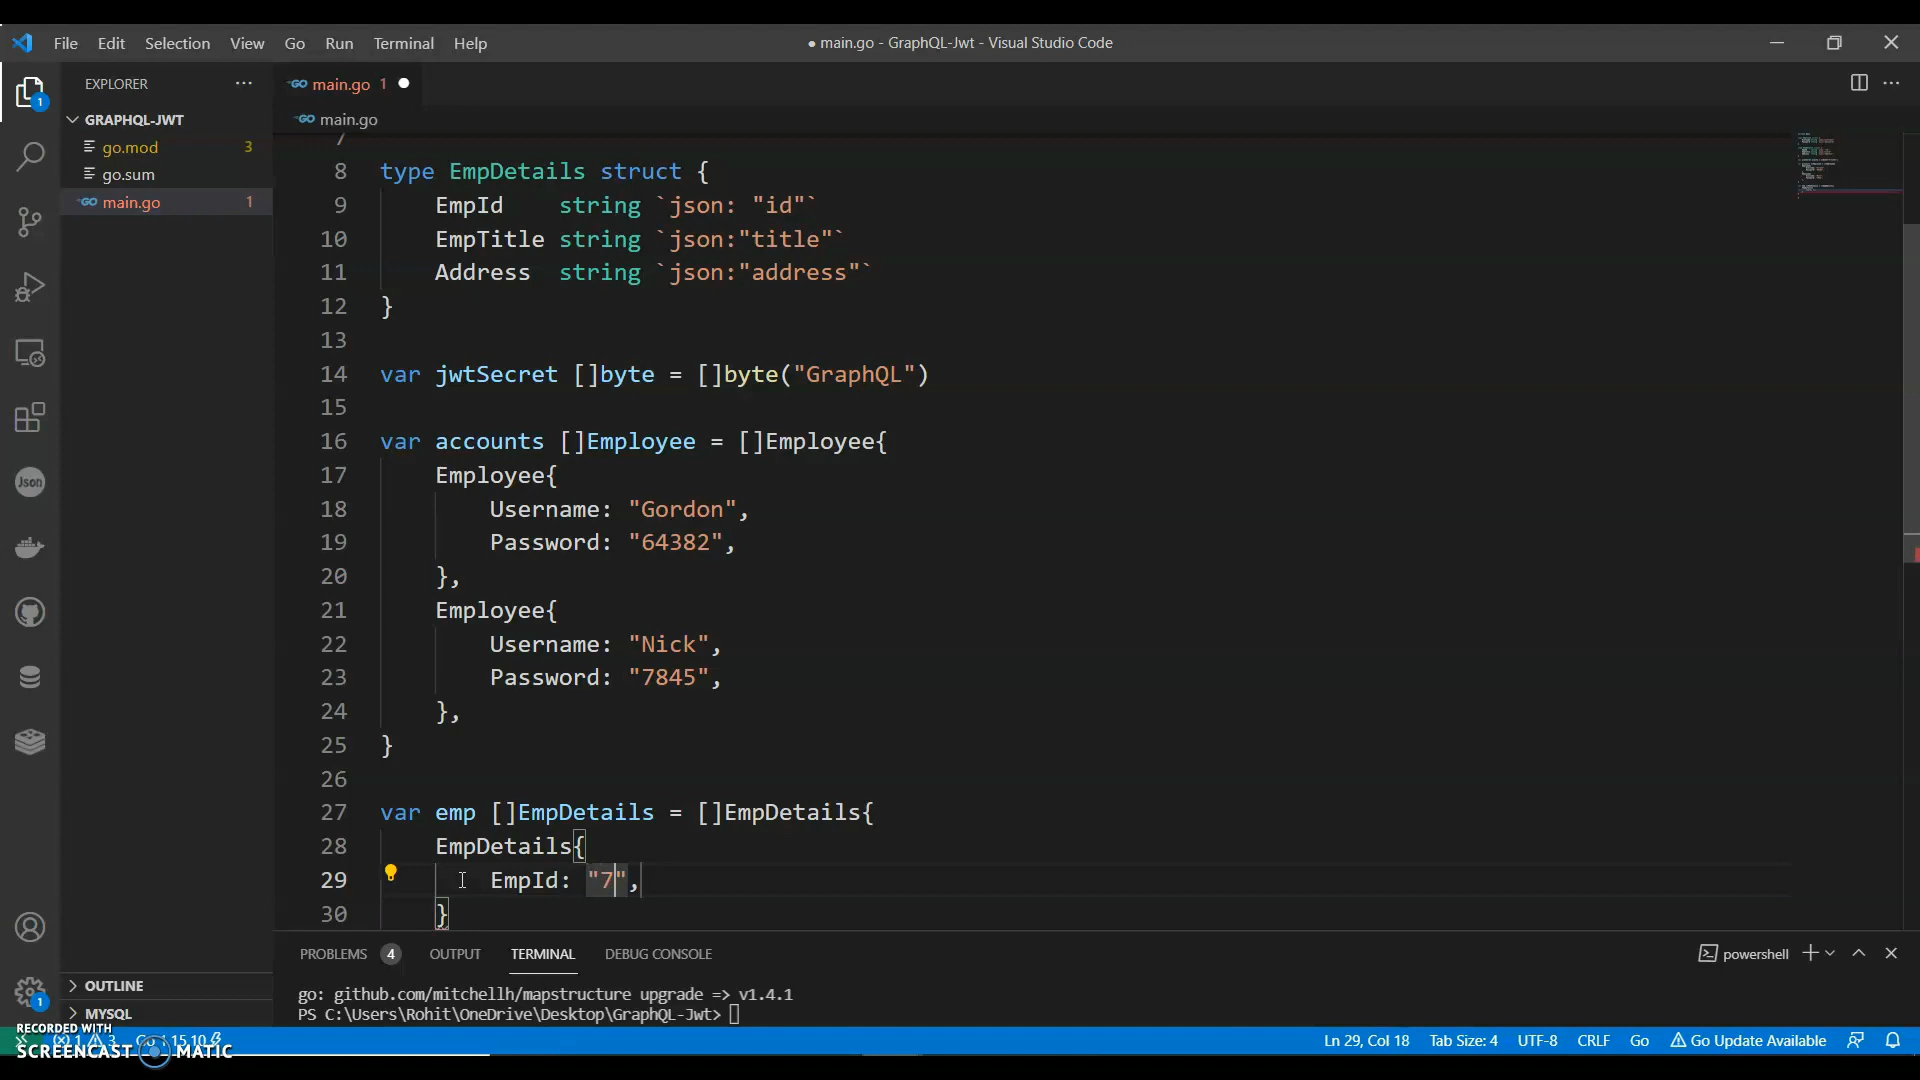 File Edit Selection View Go Run Terminal Help
● main.go - GraphQL-Jwt - Visual Studio Code
EXPLORER
GRAPHQL-JWT
go.mod 3
go.sum
main.go 1
OUTLINE
MYSQL
main.go 1
main.go
7
8 type EmpDetails struct {
9 EmpId string `json: "id"`
10 EmpTitle string `json:"title"`
11 Address string `json:"address"`
12 }
13
14 var jwtSecret []byte = []byte("GraphQL")
15
16 var accounts []Employee = []Employee{
17 Employee{
18 Username: "Gordon",
19 Password: "64382",
20 },
21 Employee{
22 Username: "Nick",
23 Password: "7845",
24 },
25 }
26
27 var emp []EmpDetails = []EmpDetails{
28 EmpDetails{
29 EmpId: "7",
30 }
PROBLEMS 4 OUTPUT TERMINAL DEBUG CONSOLE
powershell
go: github.com/mitchellh/mapstructure upgrade => v1.4.1
PS C:\Users\Rohit\OneDrive\Desktop\GraphQL-Jwt>
Json
1
1
RECORDED WITH
SCREENCAST MATIC
Ln 29, Col 18 Tab Size: 4 UTF-8 CRLF Go Go Update Available